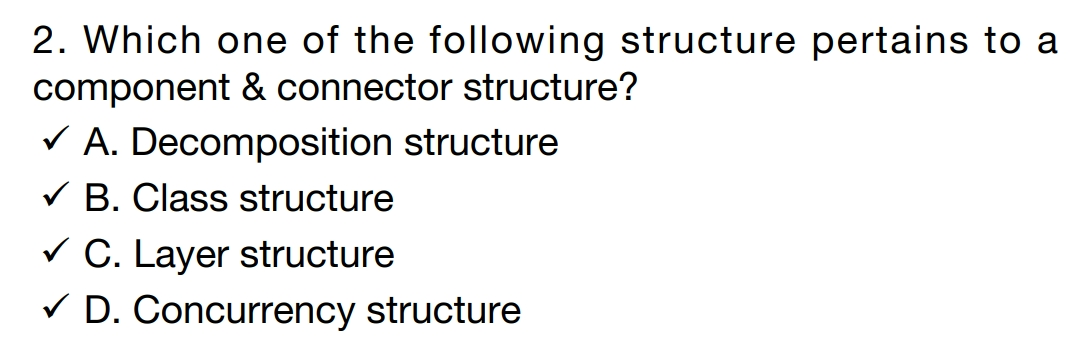 2. Which one of the following structure pertains to a
component & connector structure?
✓ A. Decomposition structure
✓ B. Class structure
✓ C. Layer structure
✓ D. Concurrency structure